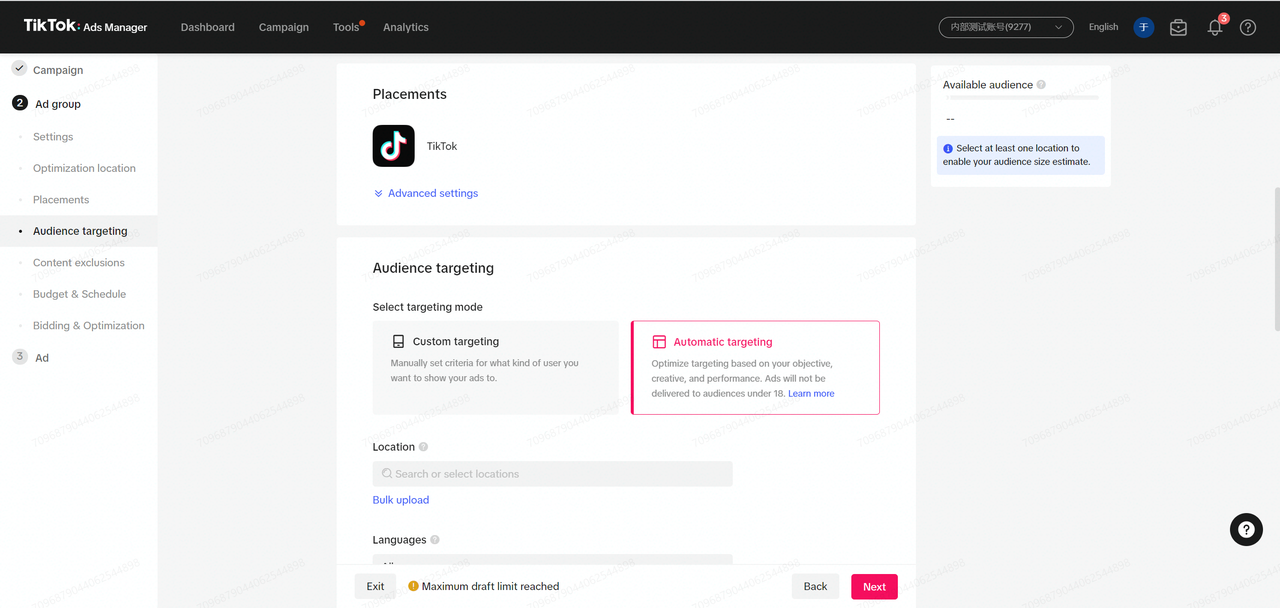 TikTok: Ads Manager
Dashboard
Campaign
Tools
Analytics
内部测试账号(9277)
English
于
3
Campaign
2 Ad group
Settings
Optimization location
Placements
Audience targeting
Content exclusions
Budget & Schedule
Bidding & Optimization
3 Ad
Placements
TikTok
Advanced settings
Audience targeting
Select targeting mode
Custom targeting
Manually set criteria for what kind of user you
want to show your ads to.
Automatic targeting
Optimize targeting based on your objective,
creative, and performance. Ads will not be
delivered to audiences under 18. Learn more
Location
Search or select locations
Bulk upload
Languages
Exit
Maximum draft limit reached
Back
Next
Available audience
--
Select at least one location to
enable your audience size estimate.
7096879044062544898